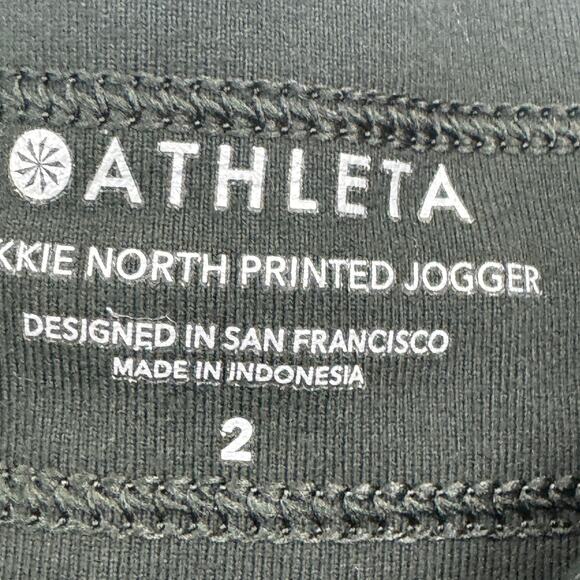 ATHLETA
KKIE NORTH PRINTED JOGGER
DESIGNED IN SAN FRANCISCO
MADE IN INDONESIA
2